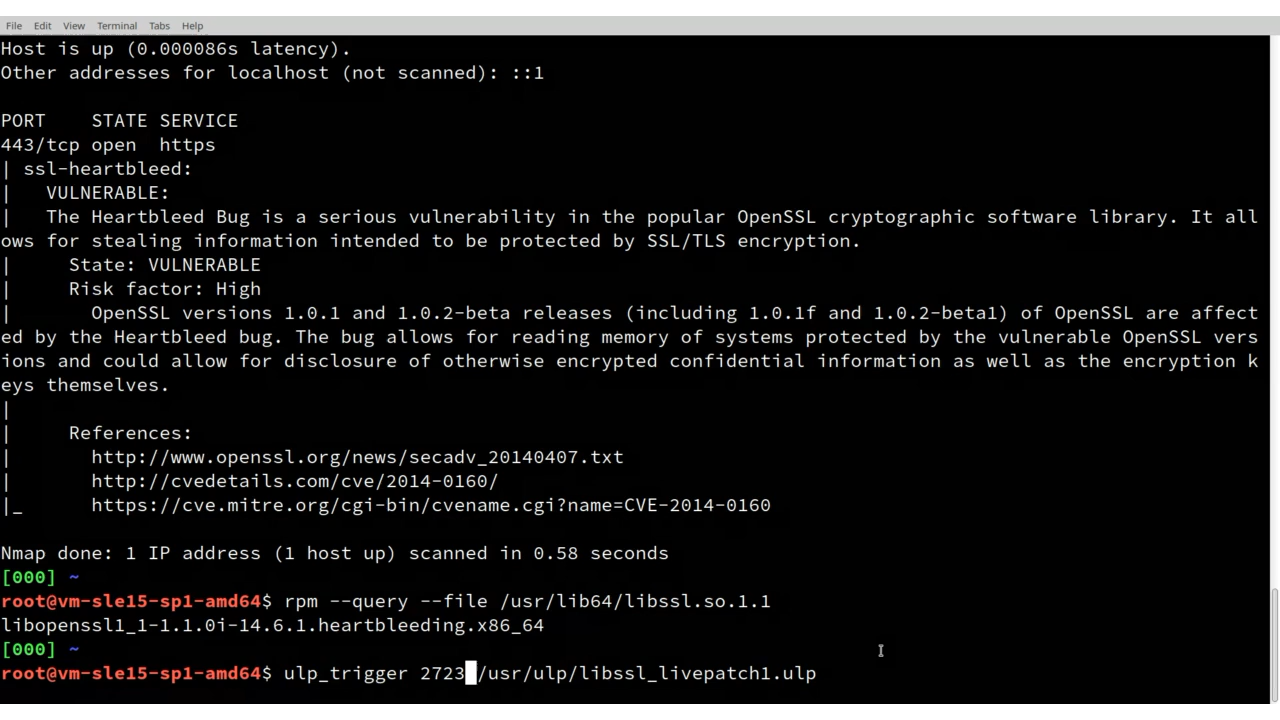 File Edit View Terminal Tabs Help
Host is up (0.000086s latency).
Other addresses for localhost (not scanned): ::1
PORT    STATE SERVICE
443/tcp open  https
| ssl-heartbleed:
|   VULNERABLE:
|   The Heartbleed Bug is a serious vulnerability in the popular OpenSSL cryptographic software library. It all
ows for stealing information intended to be protected by SSL/TLS encryption.
|     State: VULNERABLE
|     Risk factor: High
|       OpenSSL versions 1.0.1 and 1.0.2-beta releases (including 1.0.1f and 1.0.2-beta1) of OpenSSL are affect
ed by the Heartbleed bug. The bug allows for reading memory of systems protected by the vulnerable OpenSSL vers
ions and could allow for disclosure of otherwise encrypted confidential information as well as the encryption k
eys themselves.
|
|     References:
|       http://www.openssl.org/news/secadv_20140407.txt
|       http://cvedetails.com/cve/2014-0160/
|_      https://cve.mitre.org/cgi-bin/cvename.cgi?name=CVE-2014-0160
Nmap done: 1 IP address (1 host up) scanned in 0.58 seconds
[000] ~
root@vm-sle15-sp1-amd64$ rpm --query --file /usr/lib64/libssl.so.1.1
libopenssl1_1-1.1.0i-14.6.1.heartbleeding.x86_64
[000] ~
root@vm-sle15-sp1-amd64$ ulp_trigger 2723 /usr/ulp/libssl_livepatch1.ulp